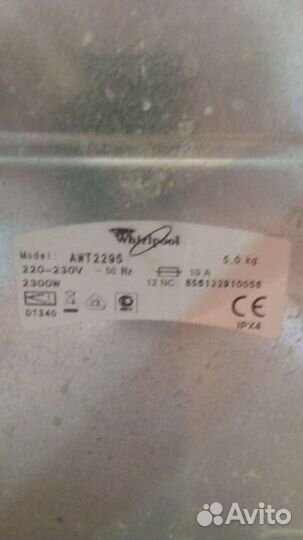 Whirlpool
Model: AWT2295 5,0 kg
220-230V ~ 50 Hz 10 A
2300W 12 NC: 856122910056
DT340 CE
IPX4
Avito